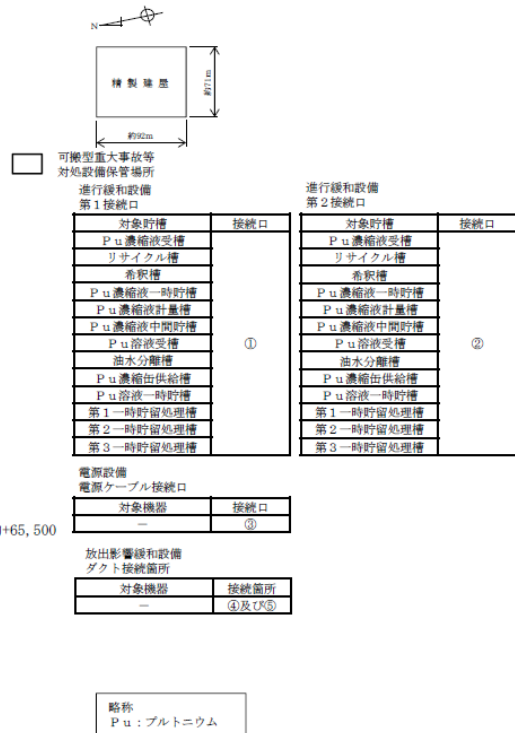 N
精製建屋
約71m
約92m
可搬型重大事故等
対処設備保管場所
進行緩和設備
第1接続口
対象貯槽 接続口
Pu濃縮液受槽
リサイクル槽
希釈槽
Pu濃縮液一時貯槽
Pu濃縮液計量槽
Pu濃縮液中間貯槽
Pu溶液受槽 ①
油水分離槽
Pu濃縮缶供給槽
Pu溶液一時貯槽
第1一時貯留処理槽
第2一時貯留処理槽
第3一時貯留処理槽
進行緩和設備
第2接続口
対象貯槽 接続口
Pu濃縮液受槽
リサイクル槽
希釈槽
Pu濃縮液一時貯槽
Pu濃縮液計量槽
Pu濃縮液中間貯槽
Pu溶液受槽 ②
油水分離槽
Pu濃縮缶供給槽
Pu溶液一時貯槽
第1一時貯留処理槽
第2一時貯留処理槽
第3一時貯留処理槽
電源設備
電源ケーブル接続口
対象機器 接続口
－ ③
+65,500
放出影響緩和設備
ダクト接続箇所
対象機器 接続箇所
－ ④及び⑤
略称
Pu：プルトニウム